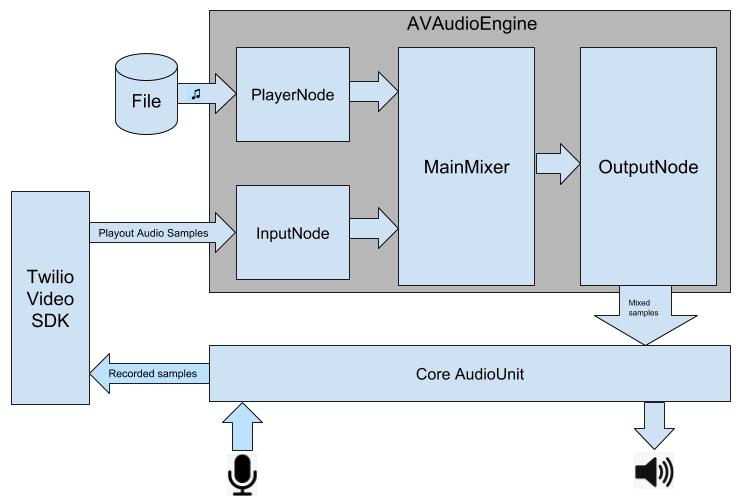 AVAudioEngine
File
PlayerNode
MainMixer
OutputNode
InputNode
Playout Audio Samples
Twilio
Video
SDK
Mixed
samples
Recorded samples
Core AudioUnit